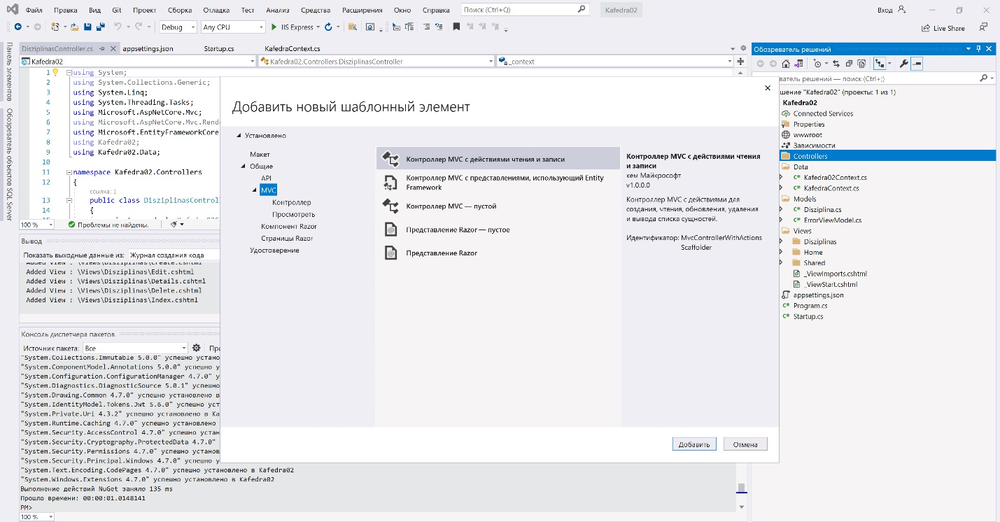 Файл Правка Вид Git Проект Сборка Отладка Тест Анализ Средства Расширения Окно Справка Поиск (Ctrl+Q) Kafedra02 Вход
Debug Any CPU IIS Express Live Share
Панель элементов
Обозреватель объектов SQL Server
DisziplinasController.cs appsettings.json Startup.cs KafedraContext.cs
Kafedra02 Kafedra02.Controllers.DisziplinasController _context
1 using System;
2 using System.Collections.Generic;
3 using System.Linq;
4 using System.Threading.Tasks;
5 using Microsoft.AspNetCore.Mvc;
6 using Microsoft.AspNetCore.Mvc.Rend
7 using Microsoft.EntityFrameworkCore
8 using Kafedra02;
9 using Kafedra02.Data;
10
11 namespace Kafedra02.Controllers
12 {
ссылка: 1
13 public class DisziplinasControl
14 {
15
100 % Проблемы не найдены.
Вывод
Показать выходные данные из: Журнал создания кода
Added View : \Views\Disziplinas\Create.cshtml
Added View : \Views\Disziplinas\Edit.cshtml
Added View : \Views\Disziplinas\Details.cshtml
Added View : \Views\Disziplinas\Delete.cshtml
Added View : \Views\Disziplinas\Index.cshtml
Консоль диспетчера пакетов
Источник пакета: Все Про
"System.Collections.Immutable 5.0.0" успешно устано
"System.ComponentModel.Annotations 5.0.0" успешно у
"System.Configuration.ConfigurationManager 4.7.0" у
"System.Diagnostics.DiagnosticSource 5.0.1" успешно
"System.Drawing.Common 4.7.0" успешно установлено в
"System.IdentityModel.Tokens.Jwt 5.6.0" успешно уст
"System.Private.Uri 4.3.2" успешно установлено в Ka
"System.Runtime.Caching 4.7.0" успешно установлено
"System.Security.AccessControl 4.7.0" успешно устан
"System.Security.Cryptography.ProtectedData 4.7.0"
"System.Security.Permissions 4.7.0" успешно установ
"System.Security.Principal.Windows 4.7.0" успешно у
"System.Text.Encoding.CodePages 4.7.0" успешно установлено в Kafedra02
"System.Windows.Extensions 4.7.0" успешно установлено в Kafedra02
Выполнение действий NuGet заняло 135 ms
Прошло времени: 00:00:01.0148141
PM>
100 %
Добавить новый шаблонный элемент
Установлено
Макет
Общие
API
MVC
Контроллер
Просмотреть
Компонент Razor
Страницы Razor
Удостоверение
Контроллер MVC с действиями чтения и записи
Контроллер MVC с представлениями, использующий Entity
Framework
Контроллер MVC — пустой
Представление Razor — пустое
Представление Razor
Контроллер MVC с действиями чтения
и записи
кем Майкрософт
v1.0.0.0
Контроллер MVC с действиями для
создания, чтения, обновления, удаления
и вывода списка сущностей.
Идентификатор: MvcControllerWithActions
Scaffolder
Добавить Отмена
Обозреватель решений
ватель решений — поиск (Ctrl+;)
шение "Kafedra02" (проекты: 1 из 1)
Kafedra02
Connected Services
Properties
wwwroot
Зависимости
Controllers
Data
C# Kafedra02Context.cs
C# KafedraContext.cs
Models
C# Disziplina.cs
C# ErrorViewModel.cs
Views
Disziplinas
Home
Shared
_ViewImports.cshtml
_ViewStart.cshtml
appsettings.json
C# Program.cs
C# Startup.cs